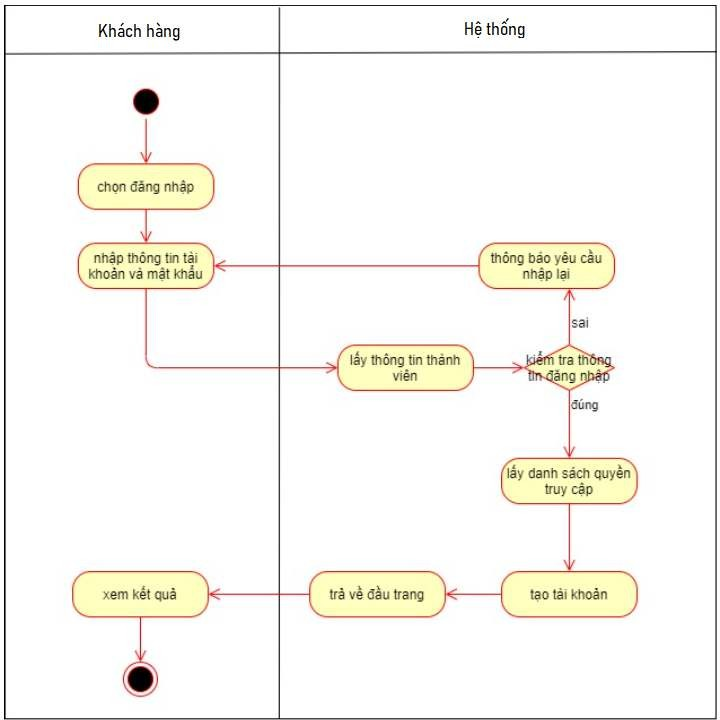 Khách hàng
Hệ thống
chọn đăng nhập
nhập thông tin tài
khoản và mật khẩu
thông báo yêu cầu
nhập lại
sai
lấy thông tin thành
viên
kiểm tra thông
tin đăng nhập
đúng
lấy danh sách quyền
truy cập
xem kết quả
trả về đầu trang
tạo tài khoản